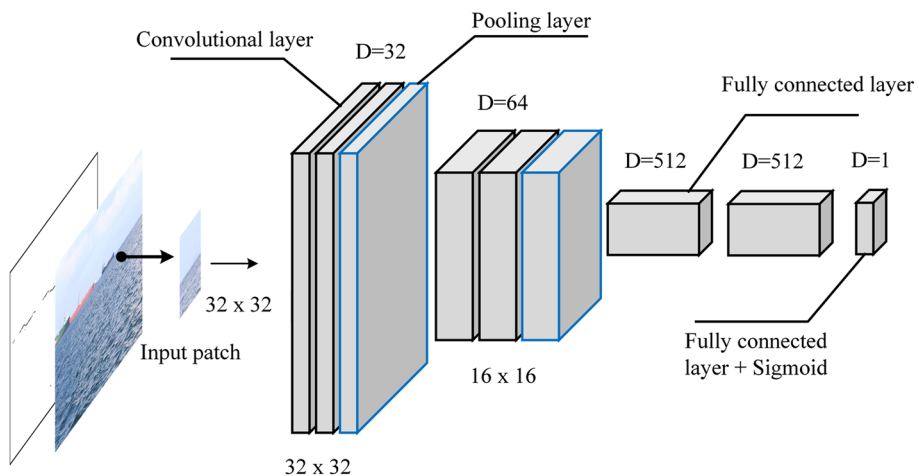 Convolutional layer
D=32
Pooling layer
D=64
Fully connected layer
D=512
D=512
D=1
32 x 32
Input patch
32 x 32
16 x 16
Fully connected
layer + Sigmoid